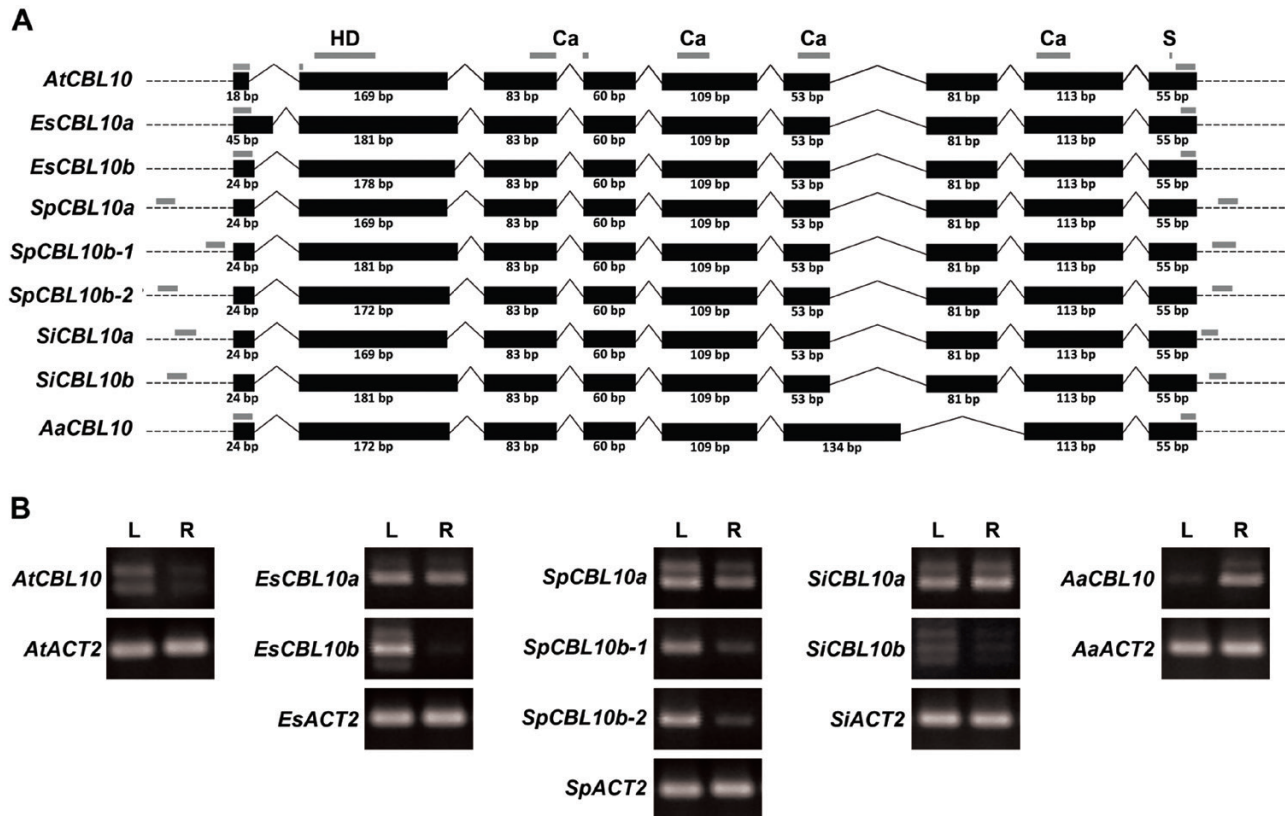 A
HD Ca Ca Ca Ca S
AtCBL10
18 bp 169 bp 83 bp 60 bp 109 bp 53 bp 81 bp 113 bp 55 bp
EsCBL10a
45 bp 181 bp 83 bp 60 bp 109 bp 53 bp 81 bp 113 bp 55 bp
EsCBL10b
24 bp 178 bp 83 bp 60 bp 109 bp 53 bp 81 bp 113 bp 55 bp
SpCBL10a
24 bp 169 bp 83 bp 60 bp 109 bp 53 bp 81 bp 113 bp 55 bp
SpCBL10b-1
24 bp 181 bp 83 bp 60 bp 109 bp 53 bp 81 bp 113 bp 55 bp
SpCBL10b-2
24 bp 172 bp 83 bp 60 bp 109 bp 53 bp 81 bp 113 bp 55 bp
SiCBL10a
24 bp 169 bp 83 bp 60 bp 109 bp 53 bp 81 bp 113 bp 55 bp
SiCBL10b
24 bp 181 bp 83 bp 60 bp 109 bp 53 bp 81 bp 113 bp 55 bp
AaCBL10
24 bp 172 bp 83 bp 60 bp 109 bp 134 bp 113 bp 55 bp
B
L R L R L R L R L R
AtCBL10 EsCBL10a SpCBL10a SiCBL10a AaCBL10
AtACT2 EsCBL10b SpCBL10b-1 SiCBL10b AaACT2
EsACT2 SpCBL10b-2 SiACT2
SpACT2